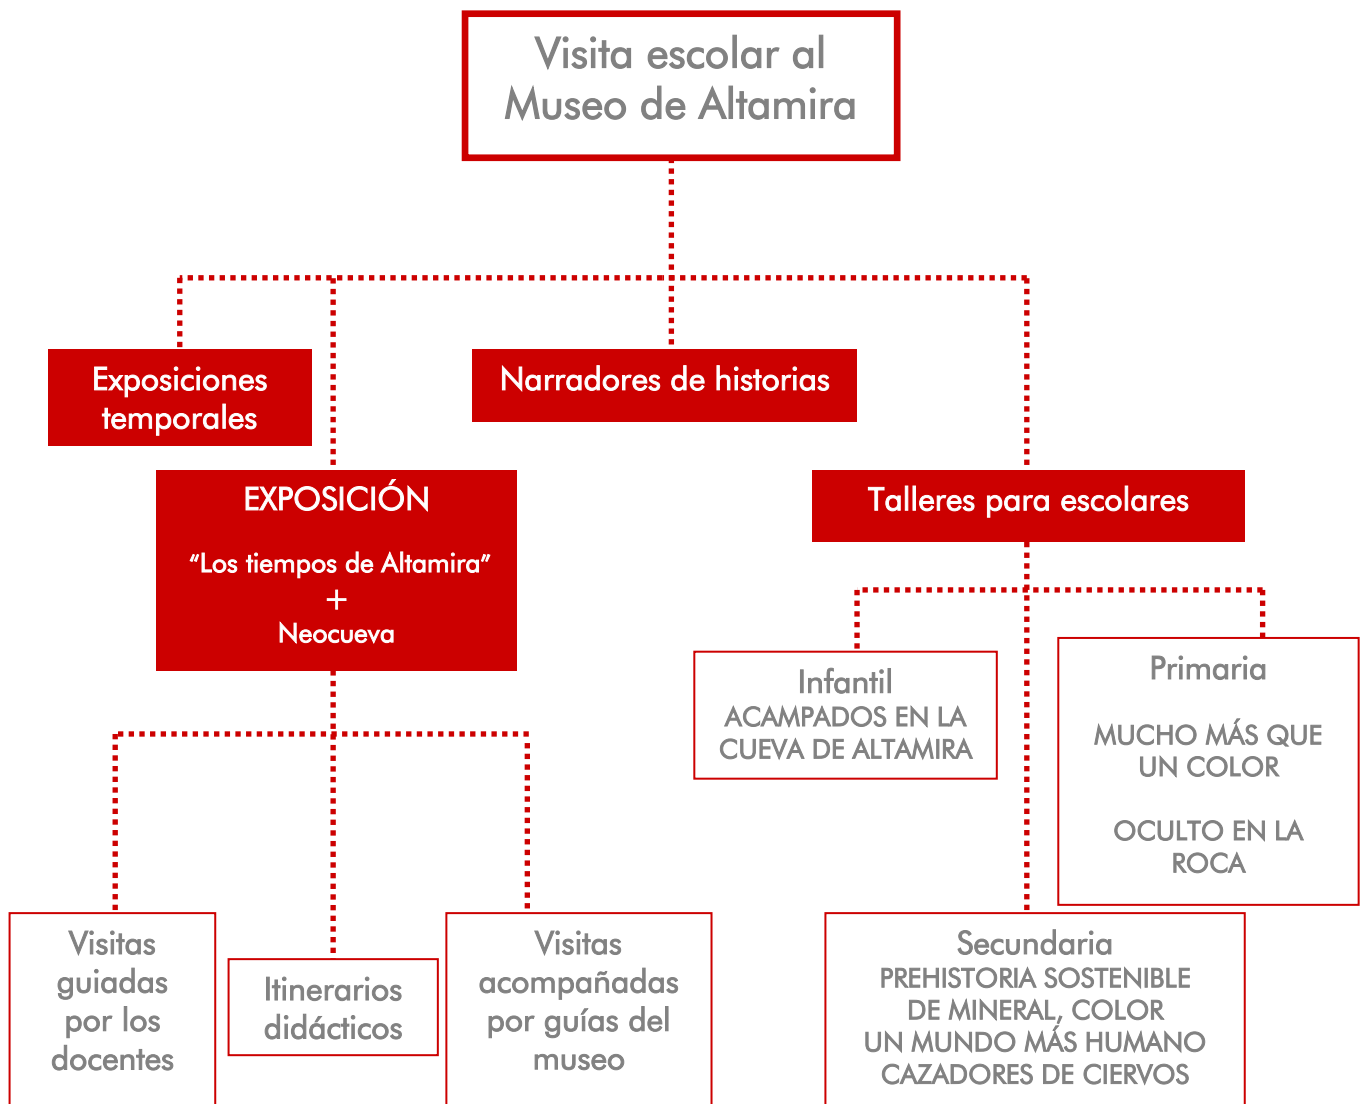 Visita escolar al
Museo de Altamira
Exposiciones
temporales
Narradores de historias
EXPOSICIÓN
“Los tiempos de Altamira”
+
Neocueva
Talleres para escolares
Infantil
ACAMPADOS EN LA
CUEVA DE ALTAMIRA
Primaria
MUCHO MÁS QUE
UN COLOR
OCULTO EN LA
ROCA
Visitas
guiadas
por los
docentes
Itinerarios
didácticos
Visitas
acompañadas
por guías del
museo
Secundaria
PREHISTORIA SOSTENIBLE
DE MINERAL, COLOR
UN MUNDO MÁS HUMANO
CAZADORES DE CIERVOS